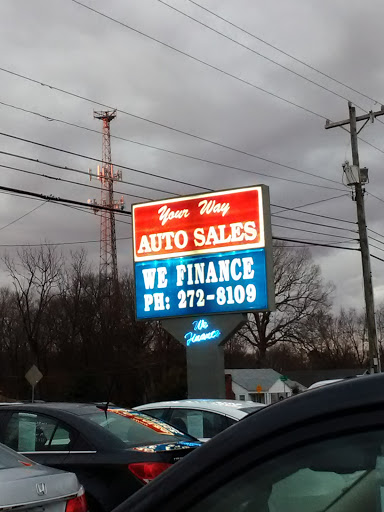 Your Way
AUTO SALES
WE FINANCE
PH: 272-8109
We
Finance